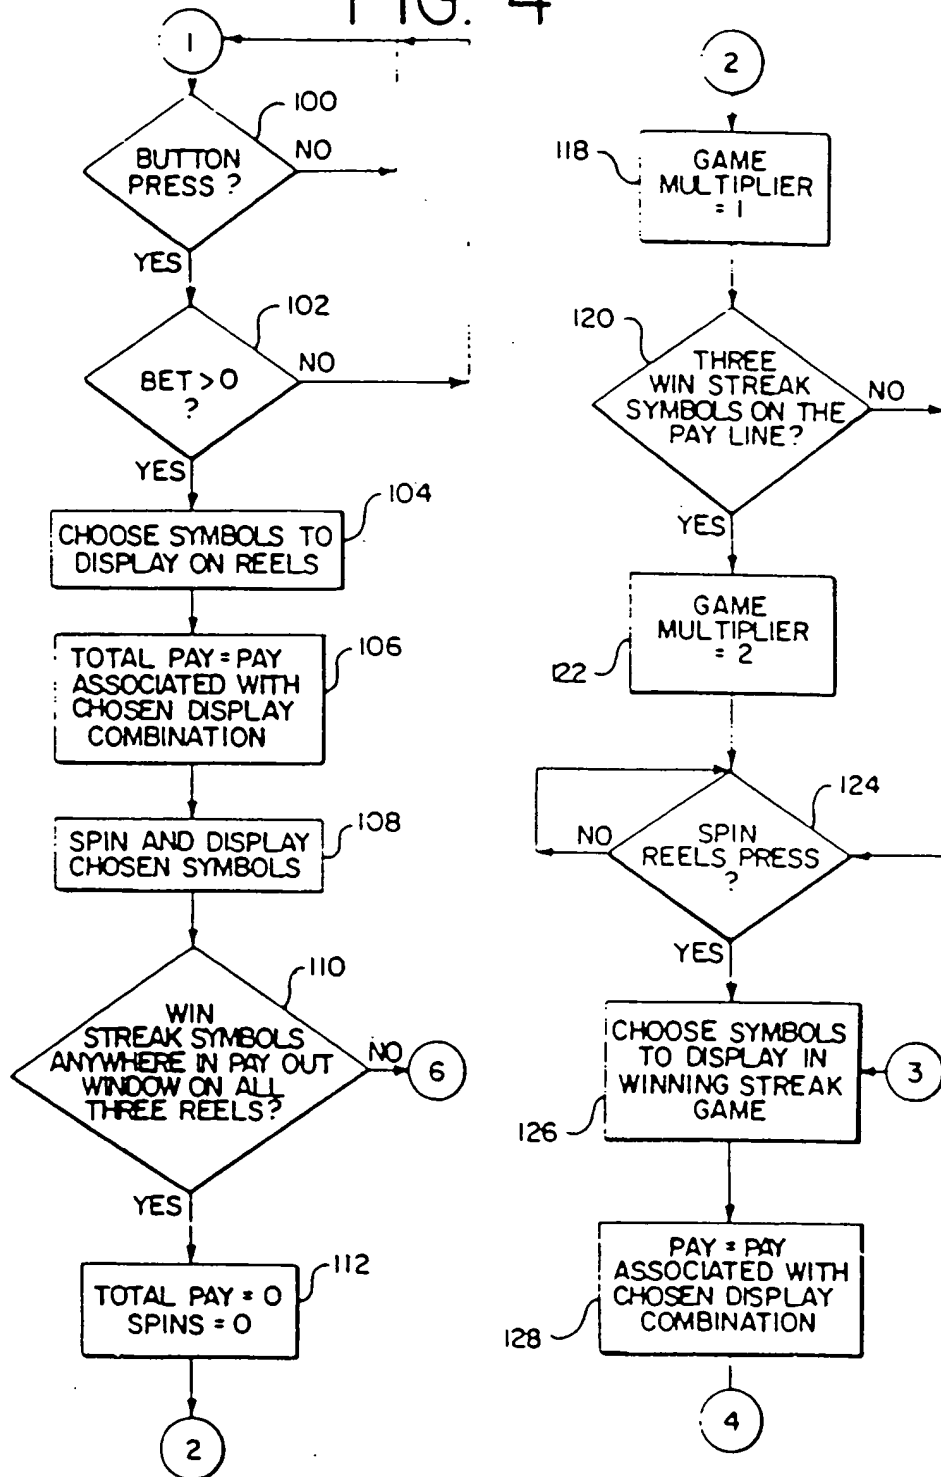 FIG. 4
1
100
BUTTON
PRESS ?
NO
YES
102
BET > 0
?
NO
YES
104
CHOOSE SYMBOLS TO
DISPLAY ON REELS
106
TOTAL PAY = PAY
ASSOCIATED WITH
CHOSEN DISPLAY
COMBINATION
108
SPIN AND DISPLAY
CHOSEN SYMBOLS
110
WIN
STREAK SYMBOLS
ANYWHERE IN PAY OUT
WINDOW ON ALL
THREE REELS?
NO
6
YES
112
TOTAL PAY = 0
SPINS = 0
2
2
118
GAME
MULTIPLIER
= 1
120
THREE
WIN STREAK
SYMBOLS ON THE
PAY LINE?
NO
YES
GAME
MULTIPLIER
= 2
122
124
SPIN
REELS PRESS
?
NO
YES
CHOOSE SYMBOLS
TO DISPLAY IN
WINNING STREAK
GAME
3
126
PAY = PAY
ASSOCIATED WITH
CHOSEN DISPLAY
COMBINATION
128
4